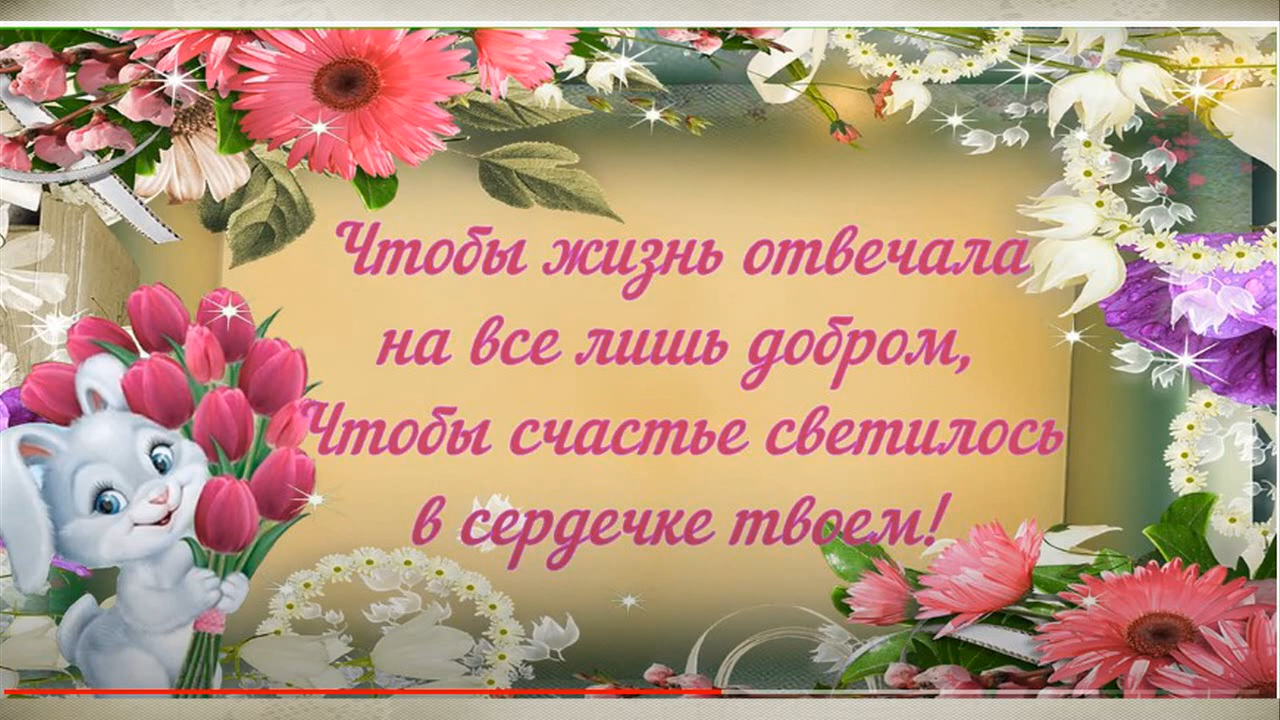 Чтобы жизнь отвечала
на все лишь добром,
Чтобы счастье светилось
в сердечке твоем!